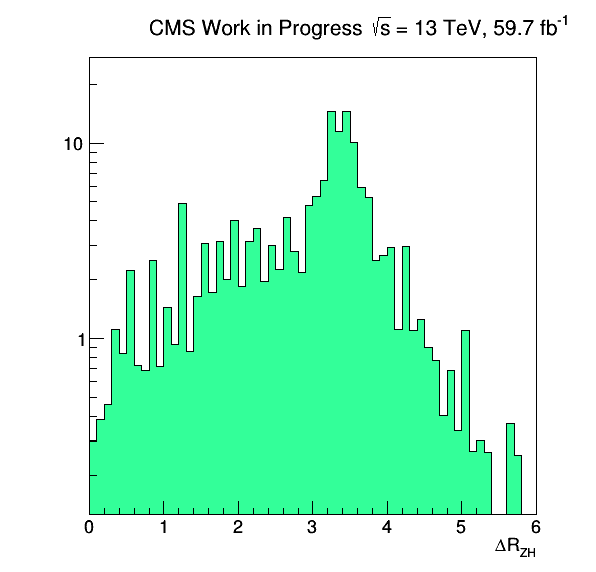 CMS Work in Progress √s = 13 TeV, 59.7 fb⁻¹
10
1
0 1 2 3 4 5 6
ΔR_ZH